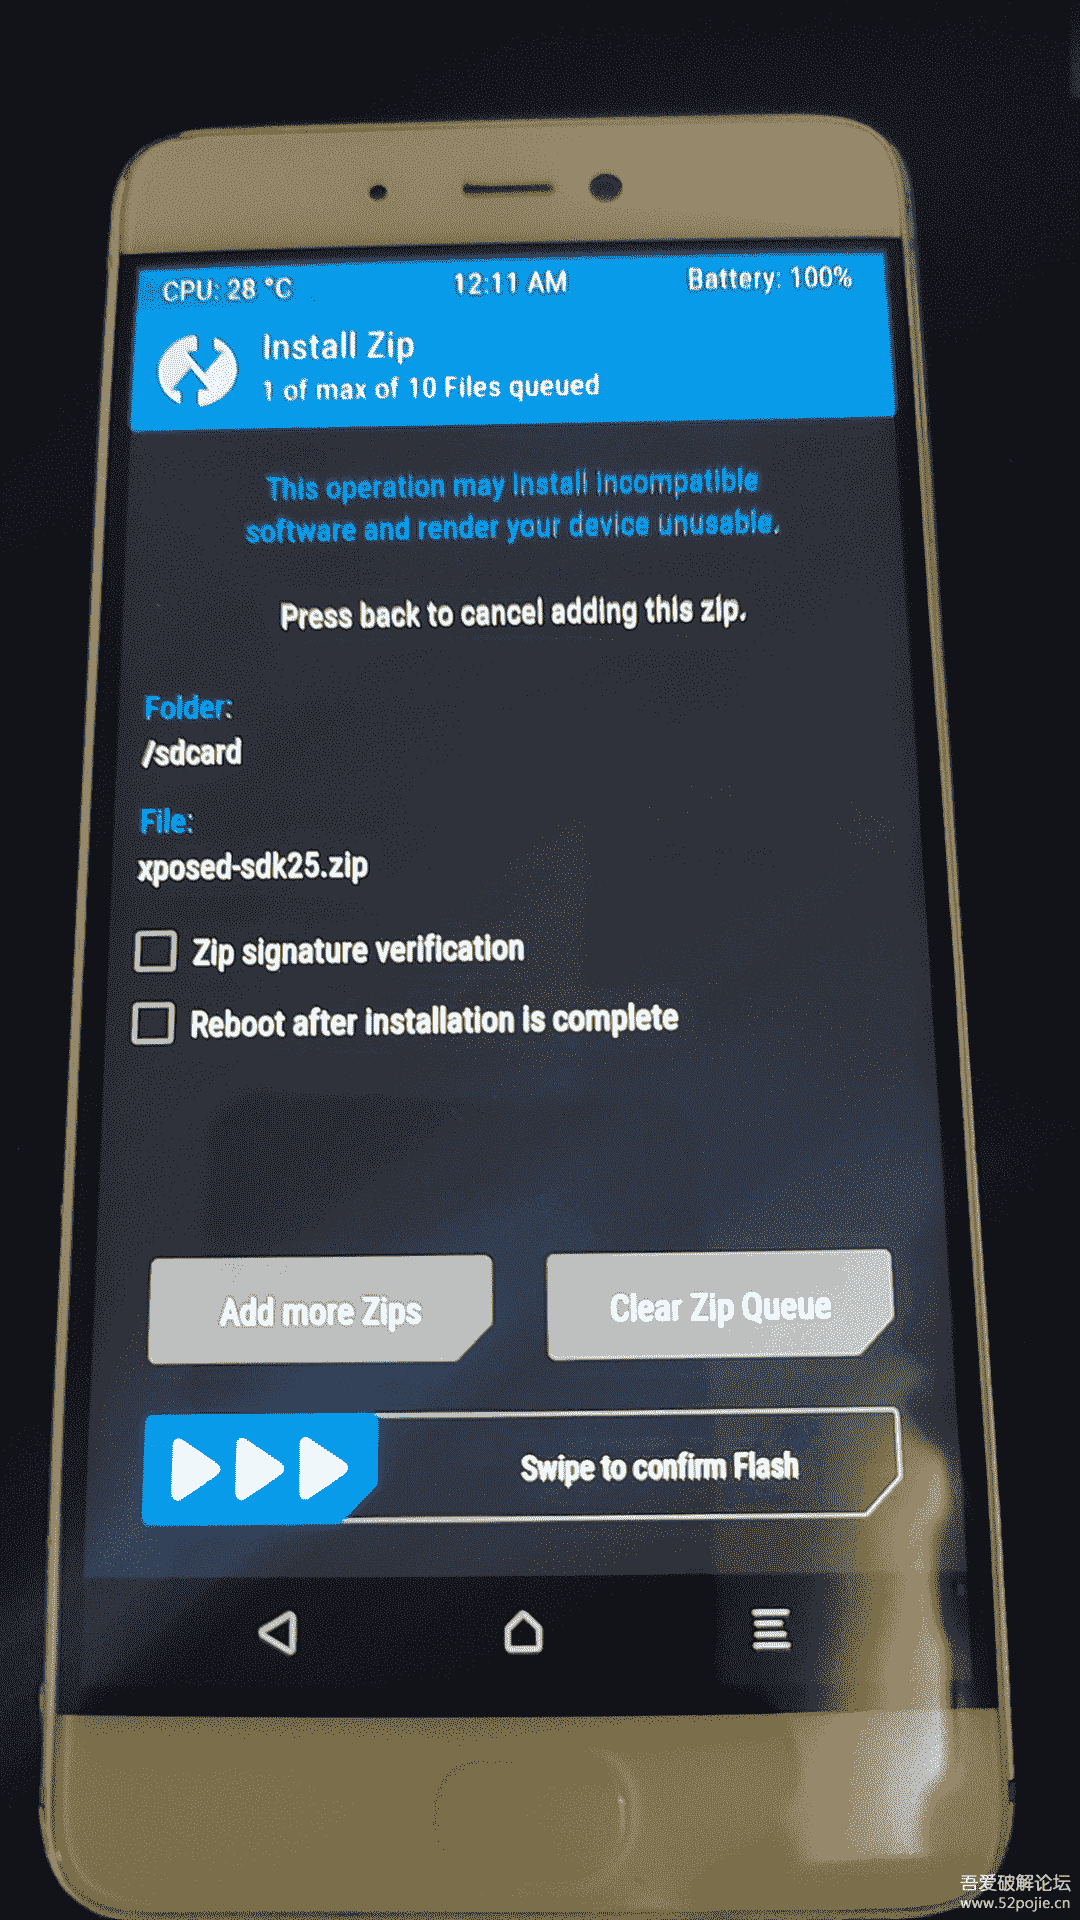 CPU: 28 °C
12:11 AM
Battery: 100%
Install Zip
1 of max of 10 Files queued
This operation may install incompatible
software and render your device unusable.
Press back to cancel adding this zip.
Folder:
/sdcard
File:
xposed-sdk25.zip
Zip signature verification
Reboot after installation is complete
Add more Zips
Clear Zip Queue
Swipe to confirm Flash
吾爱破解论坛
www.52pojie.cn